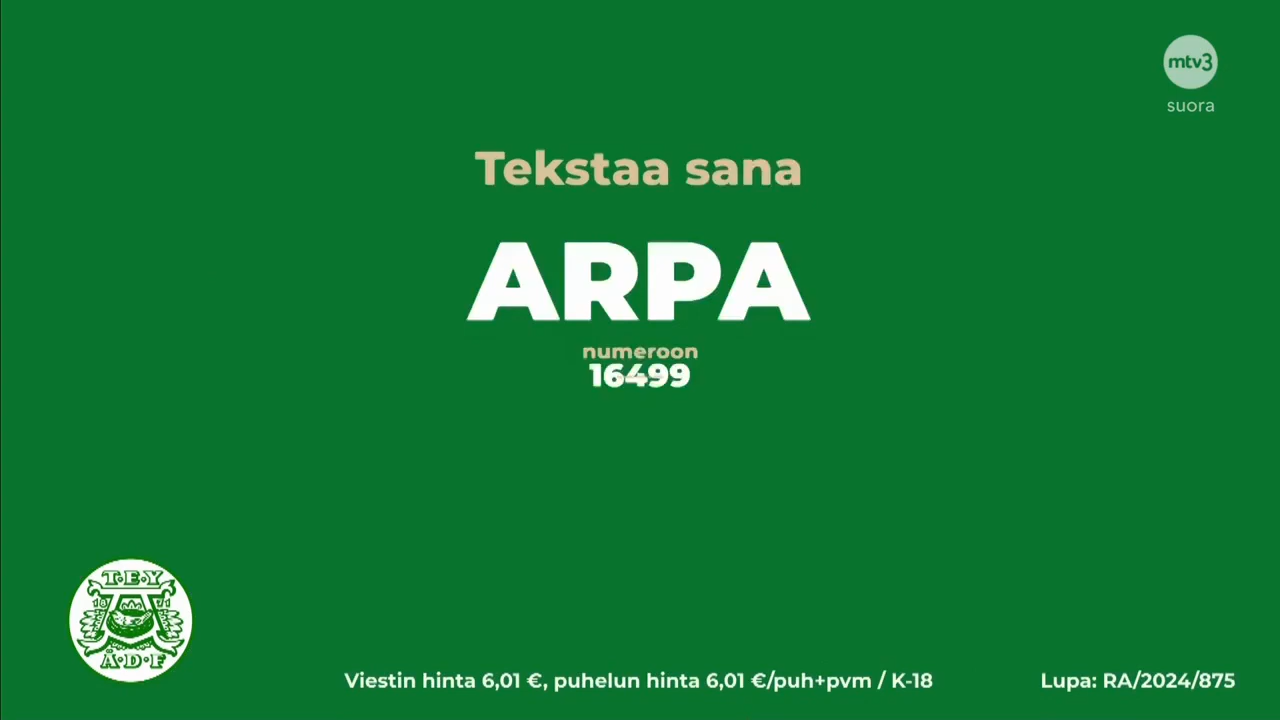 mtv3
suora
Tekstaa sana
ARPA
numeroon
16499
T·E·Y
Ä·D·F
Viestin hinta 6,01 €, puhelun hinta 6,01 €/puh+pvm / K-18
Lupa: RA/2024/875